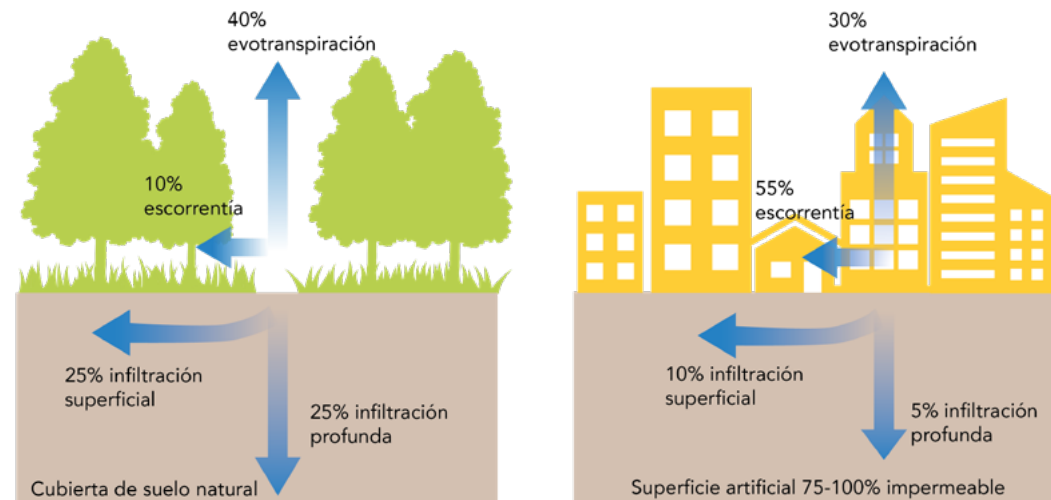 40%
evotranspiración
10%
escorrentía
25% infiltración
superficial
25% infiltración
profunda
Cubierta de suelo natural
30%
evotranspiración
55%
escorrentía
10% infiltración
superficial
5% infiltración
profunda
Superficie artificial 75-100% impermeable